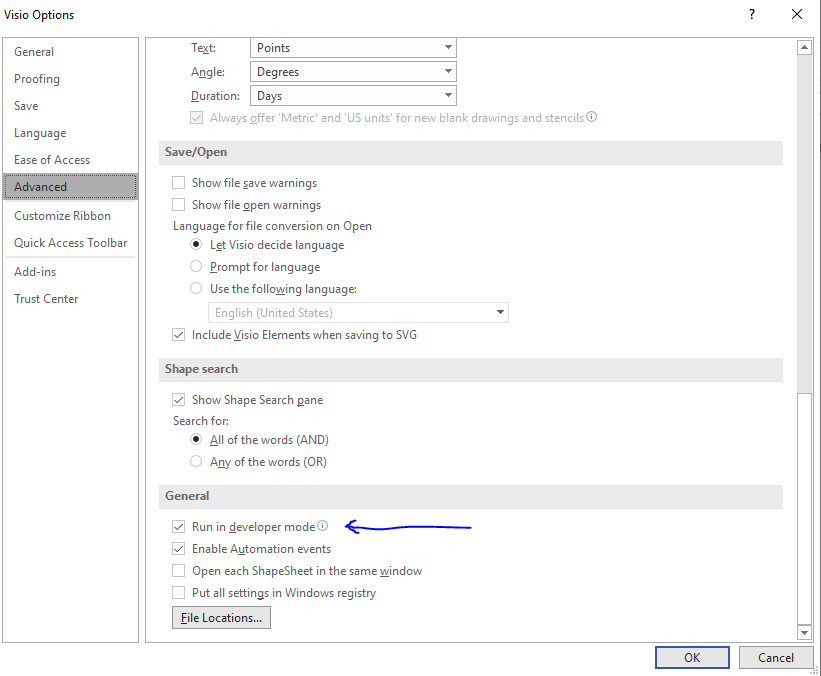 Visio Options
?
General
Proofing
Save
Language
Ease of Access
Advanced
Customize Ribbon
Quick Access Toolbar
Add-ins
Trust Center
Text: Points
Angle: Degrees
Duration: Days
Always offer 'Metric' and 'US units' for new blank drawings and stencils
Save/Open
Show file save warnings
Show file open warnings
Language for file conversion on Open
Let Visio decide language
Prompt for language
Use the following language:
English (United States)
Include Visio Elements when saving to SVG
Shape search
Show Shape Search pane
Search for:
All of the words (AND)
Any of the words (OR)
General
Run in developer mode
Enable Automation events
Open each ShapeSheet in the same window
Put all settings in Windows registry
File Locations...
OK Cancel